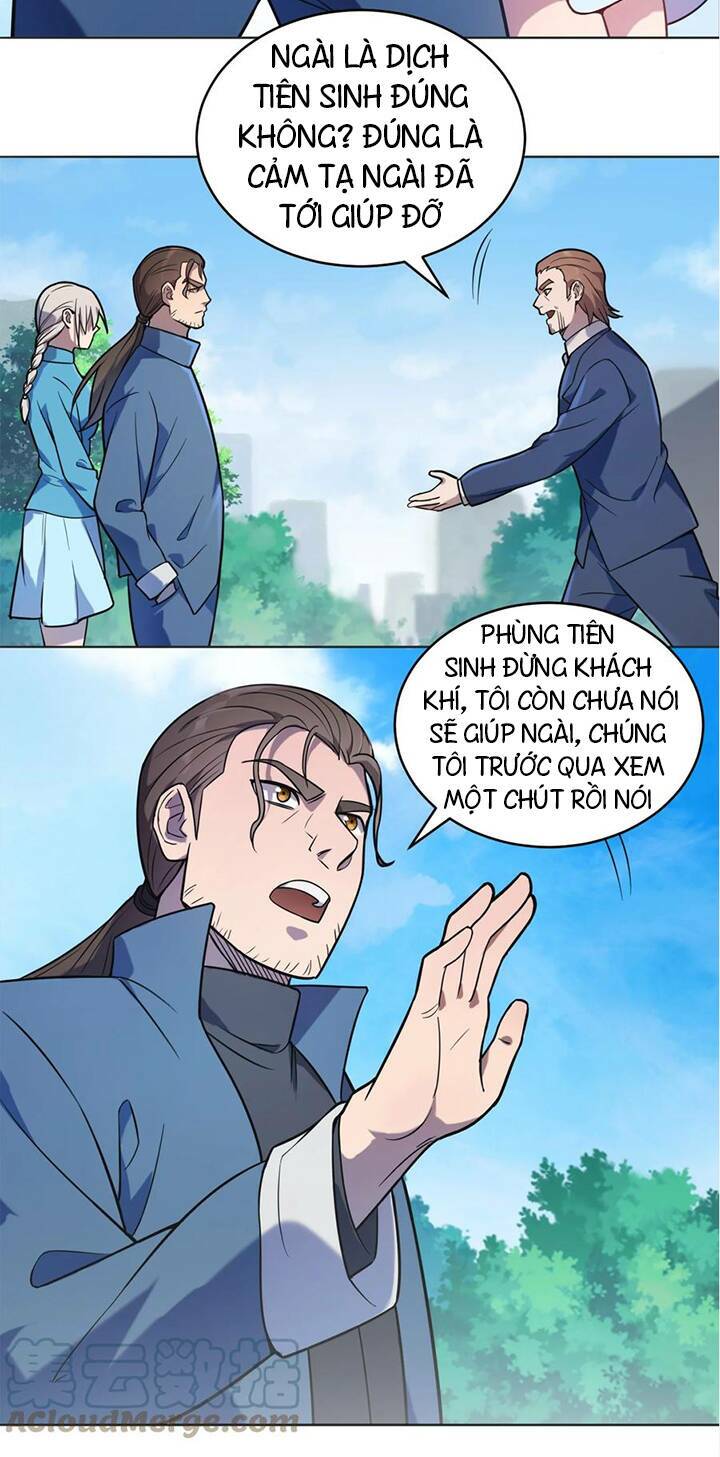 NGÀI LÀ DỊCH
TIÊN SINH ĐÚNG
KHÔNG? ĐÚNG LÀ
CẢM TẠ NGÀI ĐÃ
TỚI GIÚP ĐỠ
PHÙNG TIÊN
SINH ĐỪNG KHÁCH
KHÍ, TÔI CÒN CHƯA NÓI
SẼ GIÚP NGÀI, CHÚNG
TÔI TRƯỚC QUA XEM
MỘT CHÚT RỒI NÓI
集云数据
ACloudMerge.com